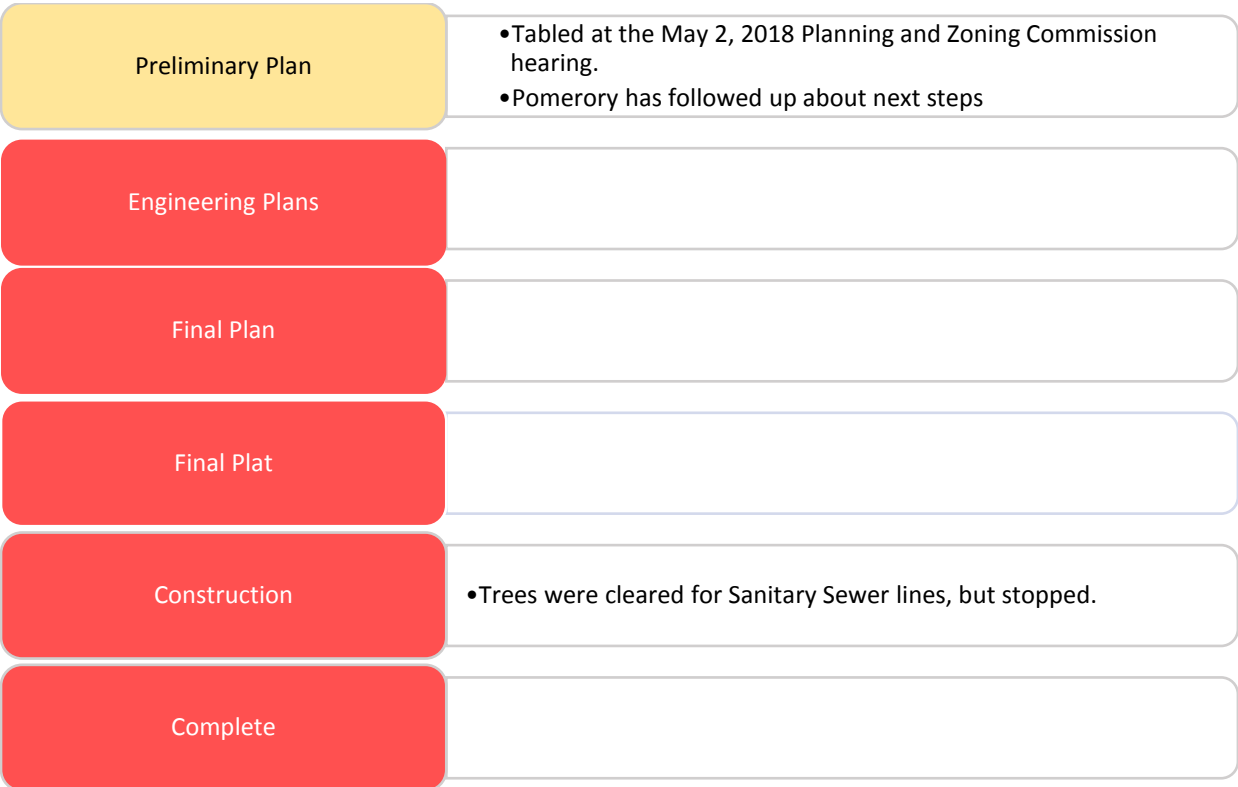 Preliminary Plan
•Tabled at the May 2, 2018 Planning and Zoning Commission
hearing.
•Pomerory has followed up about next steps
Engineering Plans
Final Plan
Final Plat
Construction
•Trees were cleared for Sanitary Sewer lines, but stopped.
Complete